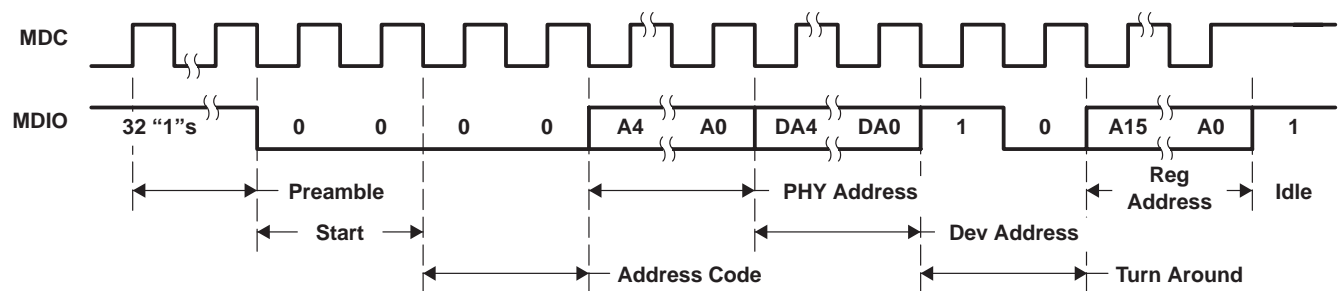 MDC
MDIO
32 “1”s 0 0 0 0 A4 A0 DA4 DA0 1 0 A15 A0 1
Preamble
PHY Address
Reg
Address
Idle
Start
Dev Address
Address Code
Turn Around